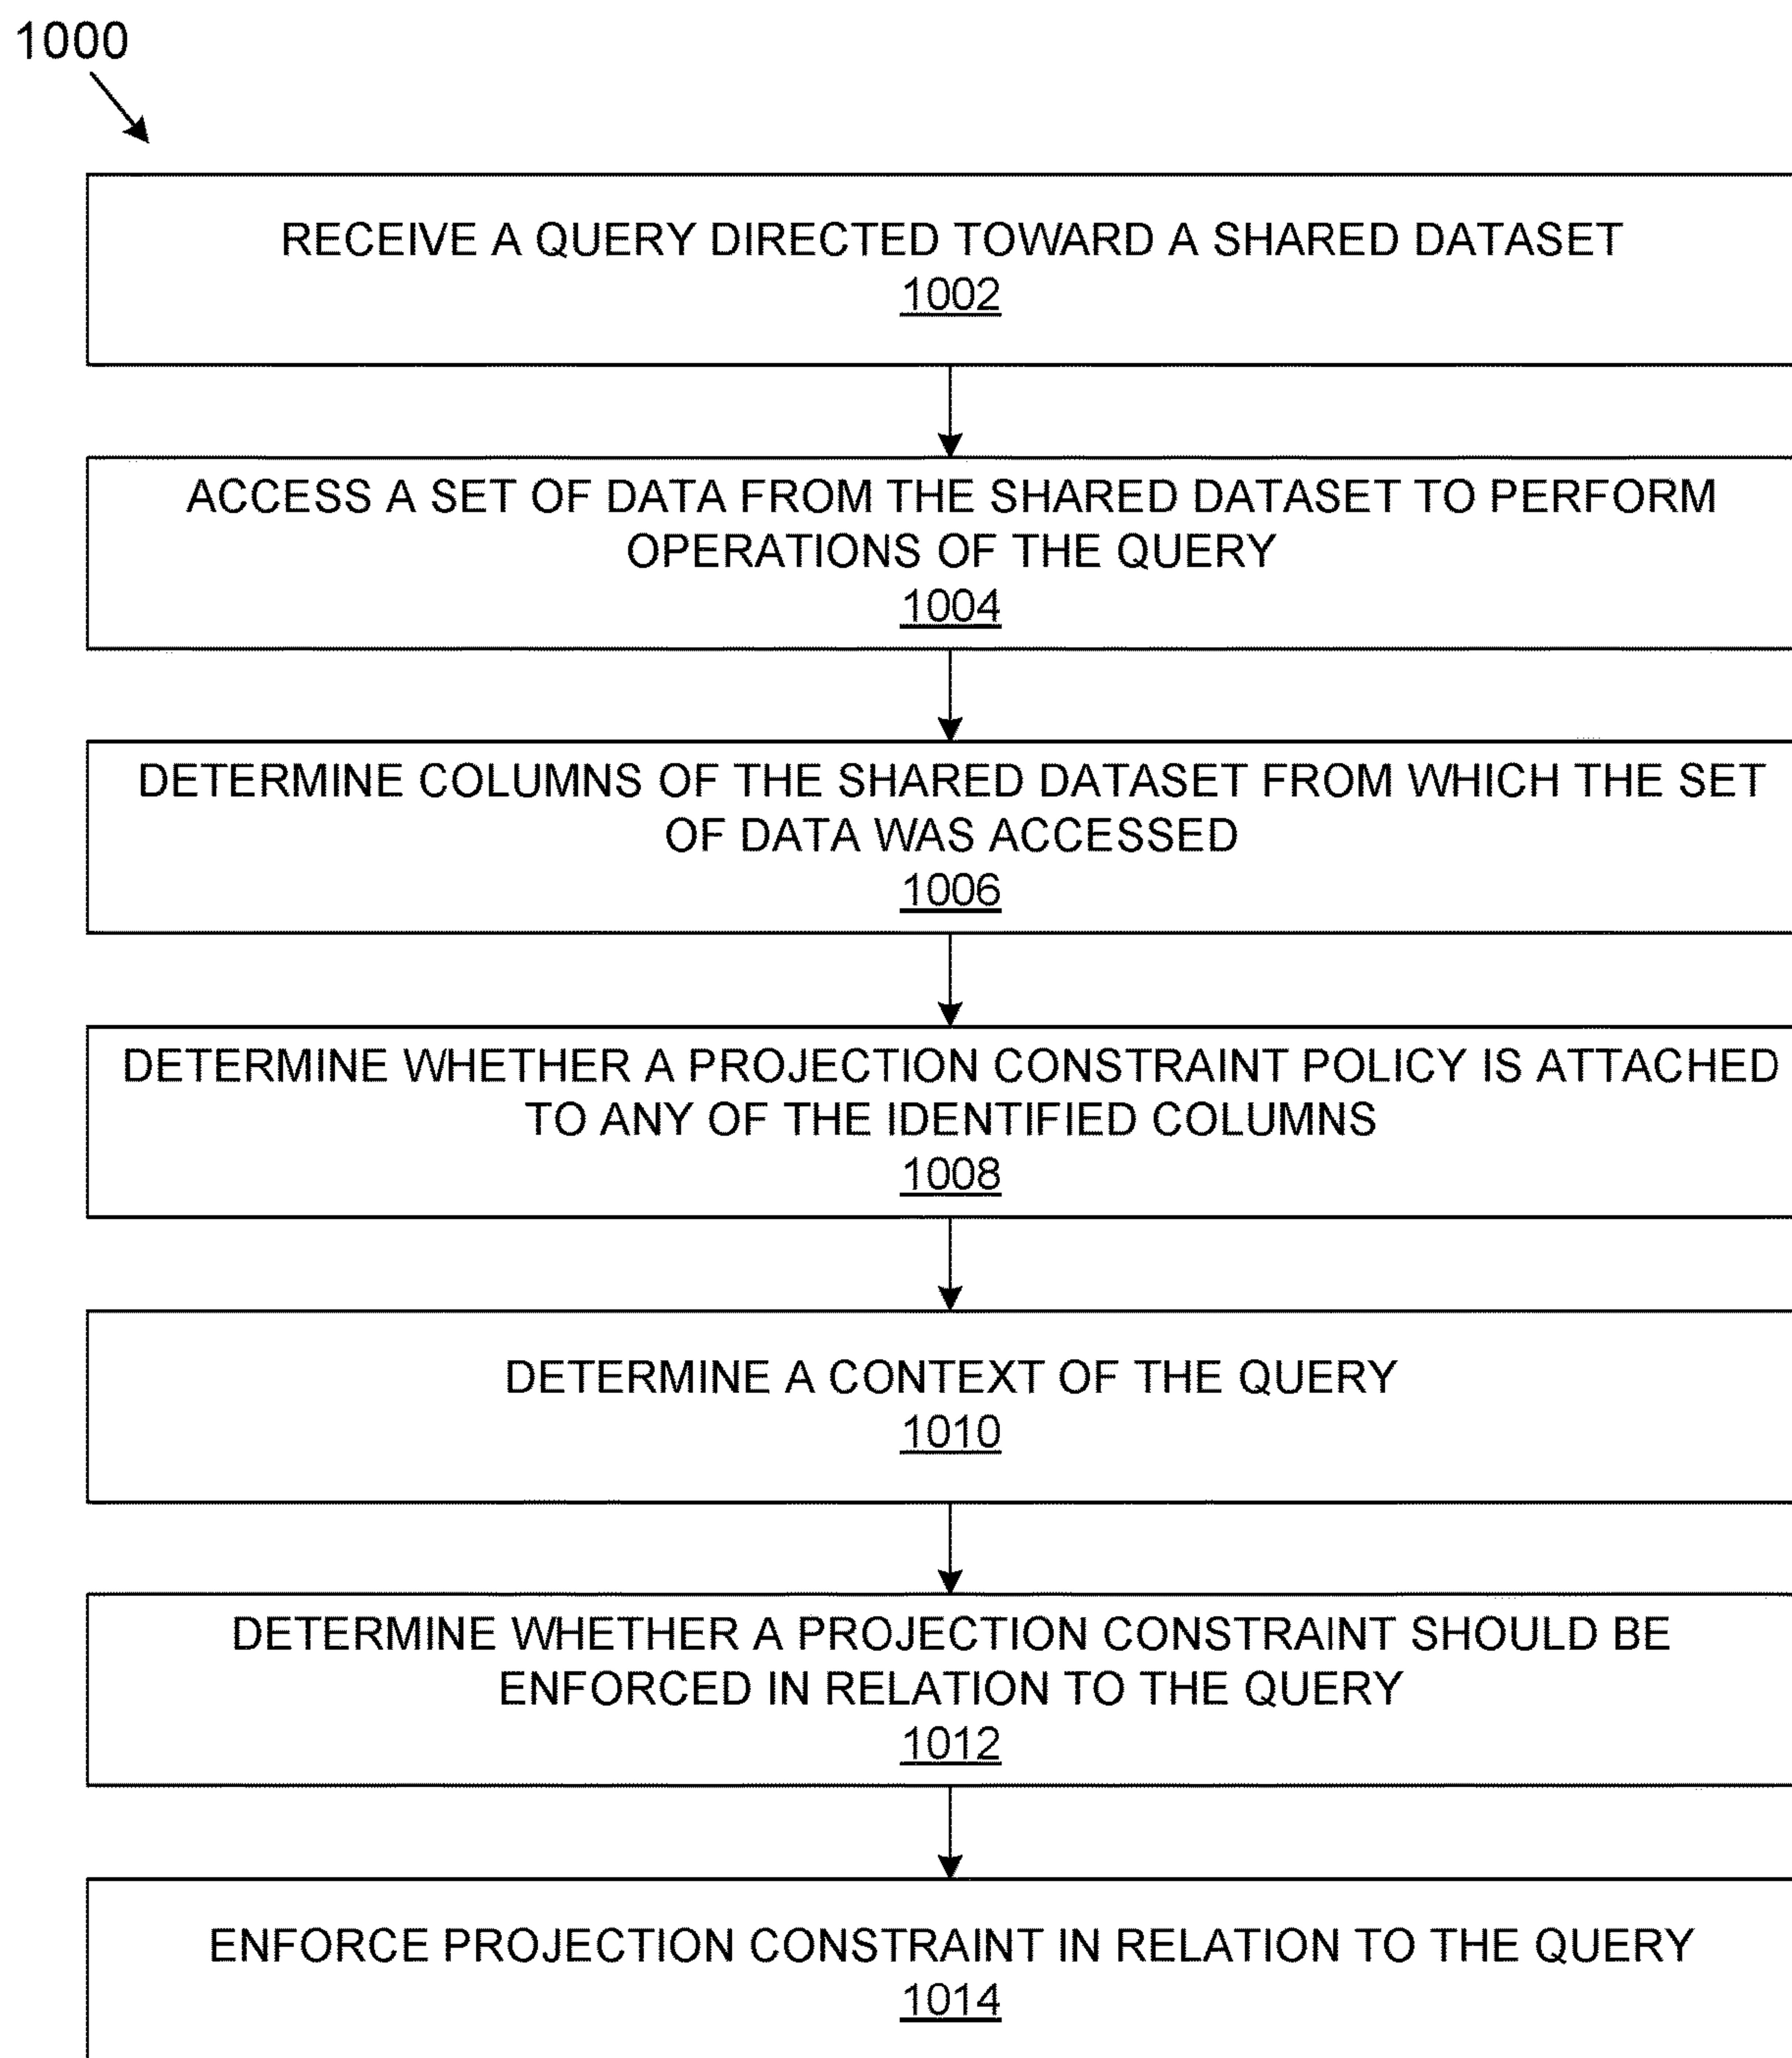 1000
RECEIVE A QUERY DIRECTED TOWARD A SHARED DATASET
1002
ACCESS A SET OF DATA FROM THE SHARED DATASET TO PERFORM
OPERATIONS OF THE QUERY
1004
DETERMINE COLUMNS OF THE SHARED DATASET FROM WHICH THE SET
OF DATA WAS ACCESSED
1006
DETERMINE WHETHER A PROJECTION CONSTRAINT POLICY IS ATTACHED
TO ANY OF THE IDENTIFIED COLUMNS
1008
DETERMINE A CONTEXT OF THE QUERY
1010
DETERMINE WHETHER A PROJECTION CONSTRAINT SHOULD BE
ENFORCED IN RELATION TO THE QUERY
1012
ENFORCE PROJECTION CONSTRAINT IN RELATION TO THE QUERY
1014